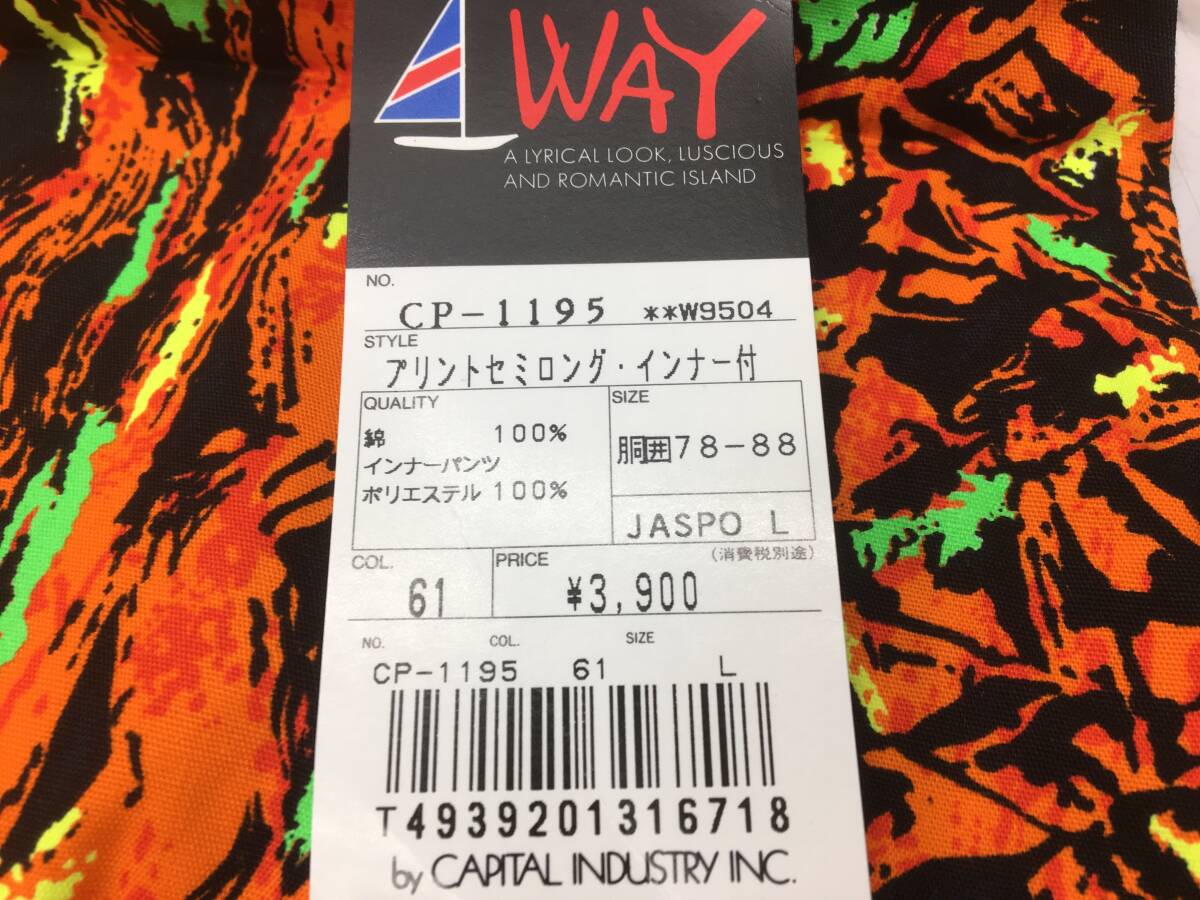 WAY
A LYRICAL LOOK, LUSCIOUS
AND ROMANTIC ISLAND
NO.
CP-1195 **W9504
STYLE
プリントセミロング・インナー付
QUALITY
綿 100%
インナーパンツ
ポリエステル 100%
SIZE
胴囲78-88
JASPO L
COL.
61
PRICE
(消費税別途)
¥3,900
NO. COL. SIZE
CP-1195 61 L
T4939201316718
by CAPITAL INDUSTRY INC.